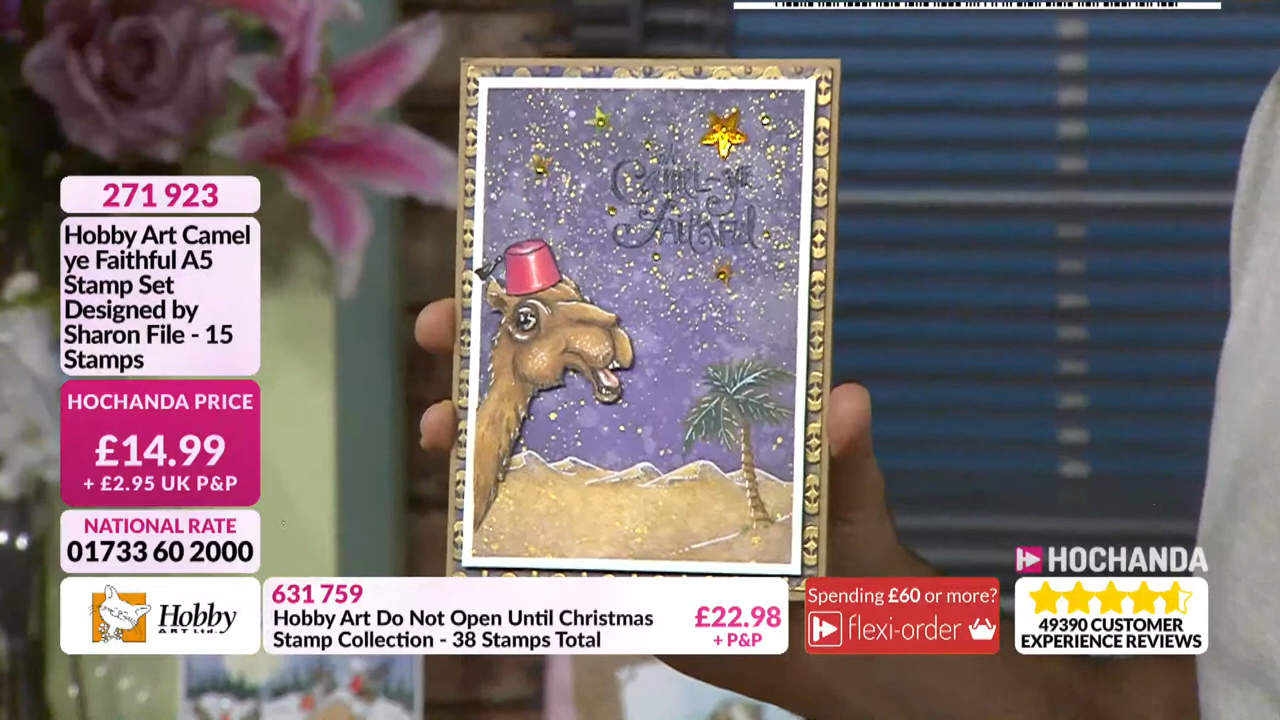 271 923
Hobby Art Camel
ye Faithful A5
Stamp Set
Designed by
Sharon File - 15
Stamps
HOCHANDA PRICE
£14.99
+ £2.95 UK P&P
NATIONAL RATE
01733 60 2000
Camel-ye
Faithful
HOCHANDA
Hobby
ART Ltd.
631 759
Hobby Art Do Not Open Until Christmas
Stamp Collection - 38 Stamps Total
£22.98
+ P&P
Spending £60 or more?
flexi-order
49390 CUSTOMER
EXPERIENCE REVIEWS